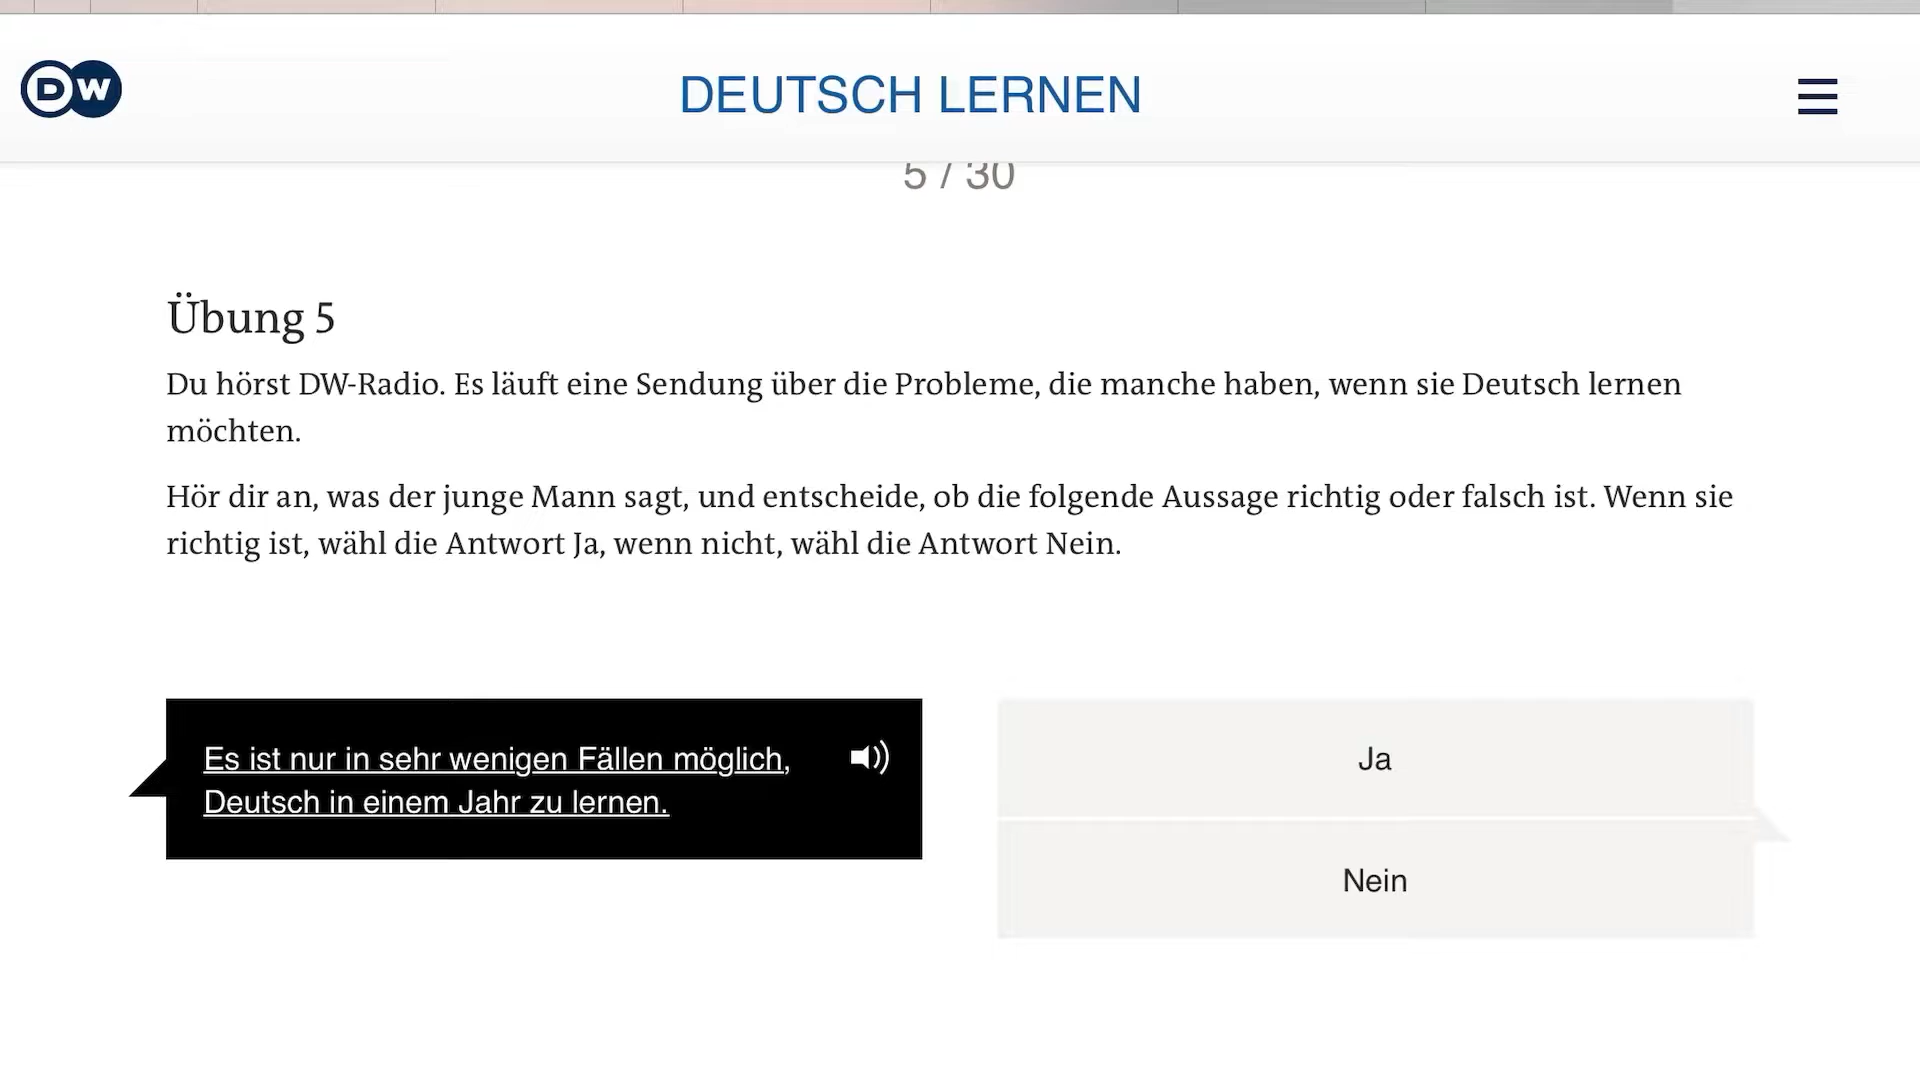 DW
DEUTSCH LERNEN
5 / 30
Übung 5
Du hörst DW-Radio. Es läuft eine Sendung über die Probleme, die manche haben, wenn sie Deutsch lernen
möchten.
Hör dir an, was der junge Mann sagt, und entscheide, ob die folgende Aussage richtig oder falsch ist. Wenn sie
richtig ist, wähl die Antwort Ja, wenn nicht, wähl die Antwort Nein.
Es ist nur in sehr wenigen Fällen möglich,
Deutsch in einem Jahr zu lernen.
Ja
Nein